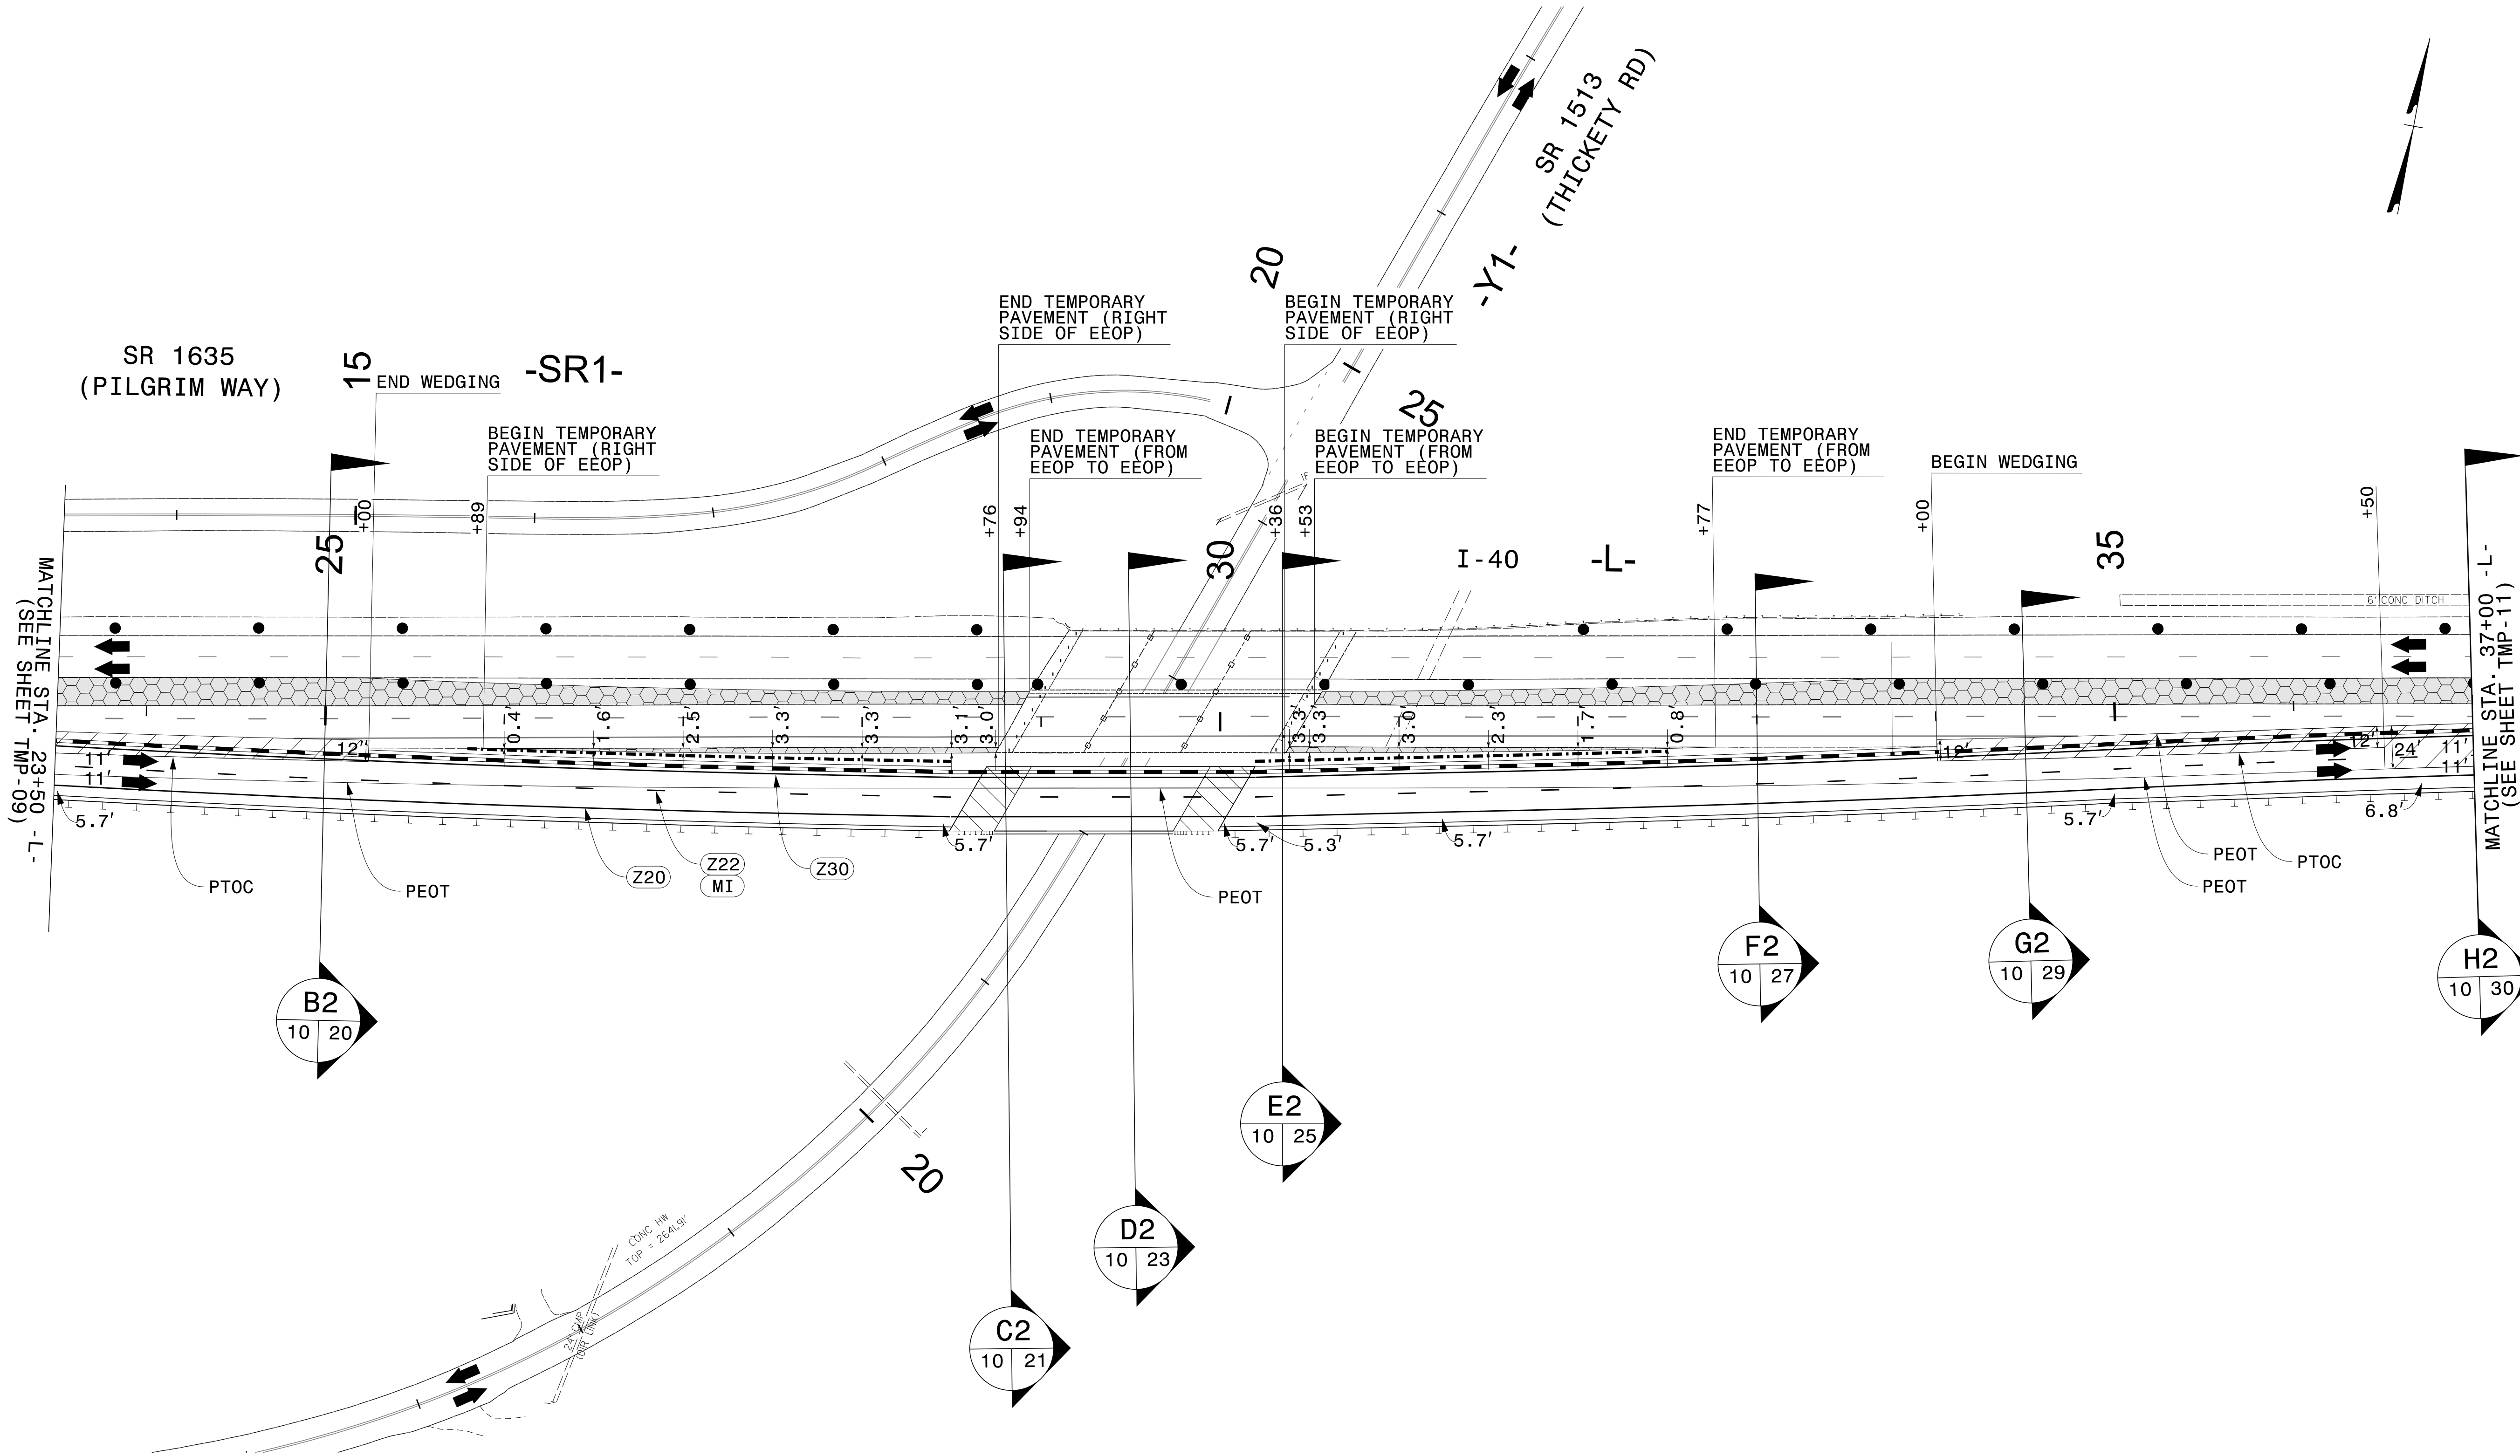 SR 1513
(THICKETY RD)
-Y1-
20
END TEMPORARY
PAVEMENT (RIGHT
SIDE OF EEOP)
BEGIN TEMPORARY
PAVEMENT (RIGHT
SIDE OF EEOP)
SR 1635
(PILGRIM WAY)
15
END WEDGING
-SR1-
25
BEGIN TEMPORARY
PAVEMENT (RIGHT
SIDE OF EEOP)
END TEMPORARY
PAVEMENT (FROM
EEOP TO EEOP)
BEGIN TEMPORARY
PAVEMENT (FROM
EEOP TO EEOP)
END TEMPORARY
PAVEMENT (FROM
EEOP TO EEOP)
BEGIN WEDGING
+00
+89
+76
+94
+36
+53
+77
+00
+50
25
30
I-40
-L-
35
6' CONC DITCH
MATCHLINE STA. 23+50 -L-
(SEE SHEET TMP-09)
MATCHLINE STA. 37+00 -L-
(SEE SHEET TMP-11)
12'
0.4'
1.6'
2.5'
3.3'
3.3'
3.1'
3.0'
3.3'
3.3'
3.0'
2.3'
1.7'
0.8'
12'
12'
24'
11'
11'
11'
11'
5.7'
5.7'
5.7'
5.3'
5.7'
5.7'
6.8'
PTOC
PEOT
Z20
Z22
MI
Z30
PEOT
PEOT
PTOC
PEOT
B2
10 20
F2
10 27
G2
10 29
H2
10 30
E2
10 25
20
D2
10 23
C2
10 21
CONC HW
TOP = 2641.91'
24" CMP
(DIR UNK)